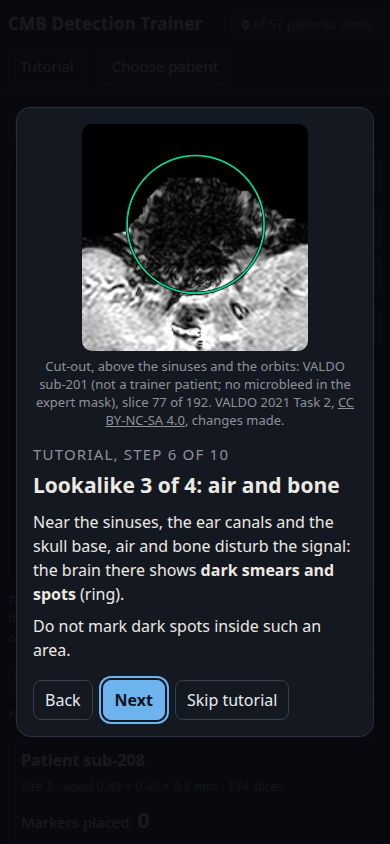 CMB Detection Trainer
0 of 57 patients done
Tutorial
Choose patient
Cut-out, above the sinuses and the orbits: VALDO
sub-201 (not a trainer patient; no microbleed in the
expert mask), slice 77 of 192. VALDO 2021 Task 2, CC
BY-NC-SA 4.0, changes made.
TUTORIAL, STEP 6 OF 10
Lookalike 3 of 4: air and bone
Near the sinuses, the ear canals and the
skull base, air and bone disturb the signal:
the brain there shows dark smears and
spots (ring).
Do not mark dark spots inside such an
area.
Back
Next
Skip tutorial
Patient sub-208
Site 2 · voxel 0.49 × 0.49 × 0.8 mm · 174 slices
Markers placed: 0